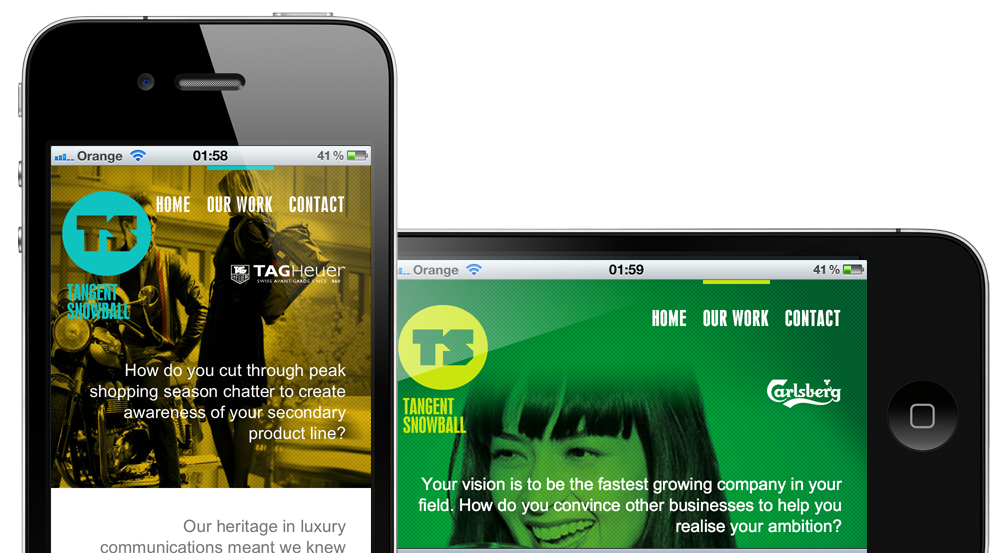 Orange 01:58 41 %
HOME OUR WORK CONTACT
TS
TANGENT
SNOWBALL
TAGHeuer
SWISS AVANT-GARDE SINCE 1860
How do you cut through peak
shopping season chatter to create
awareness of your secondary
product line?
Our heritage in luxury
communications meant we knew
Orange 01:59 41 %
HOME OUR WORK CONTACT
TS
TANGENT
SNOWBALL
Carlsberg
Your vision is to be the fastest growing company in your
field. How do you convince other businesses to help you
realise your ambition?